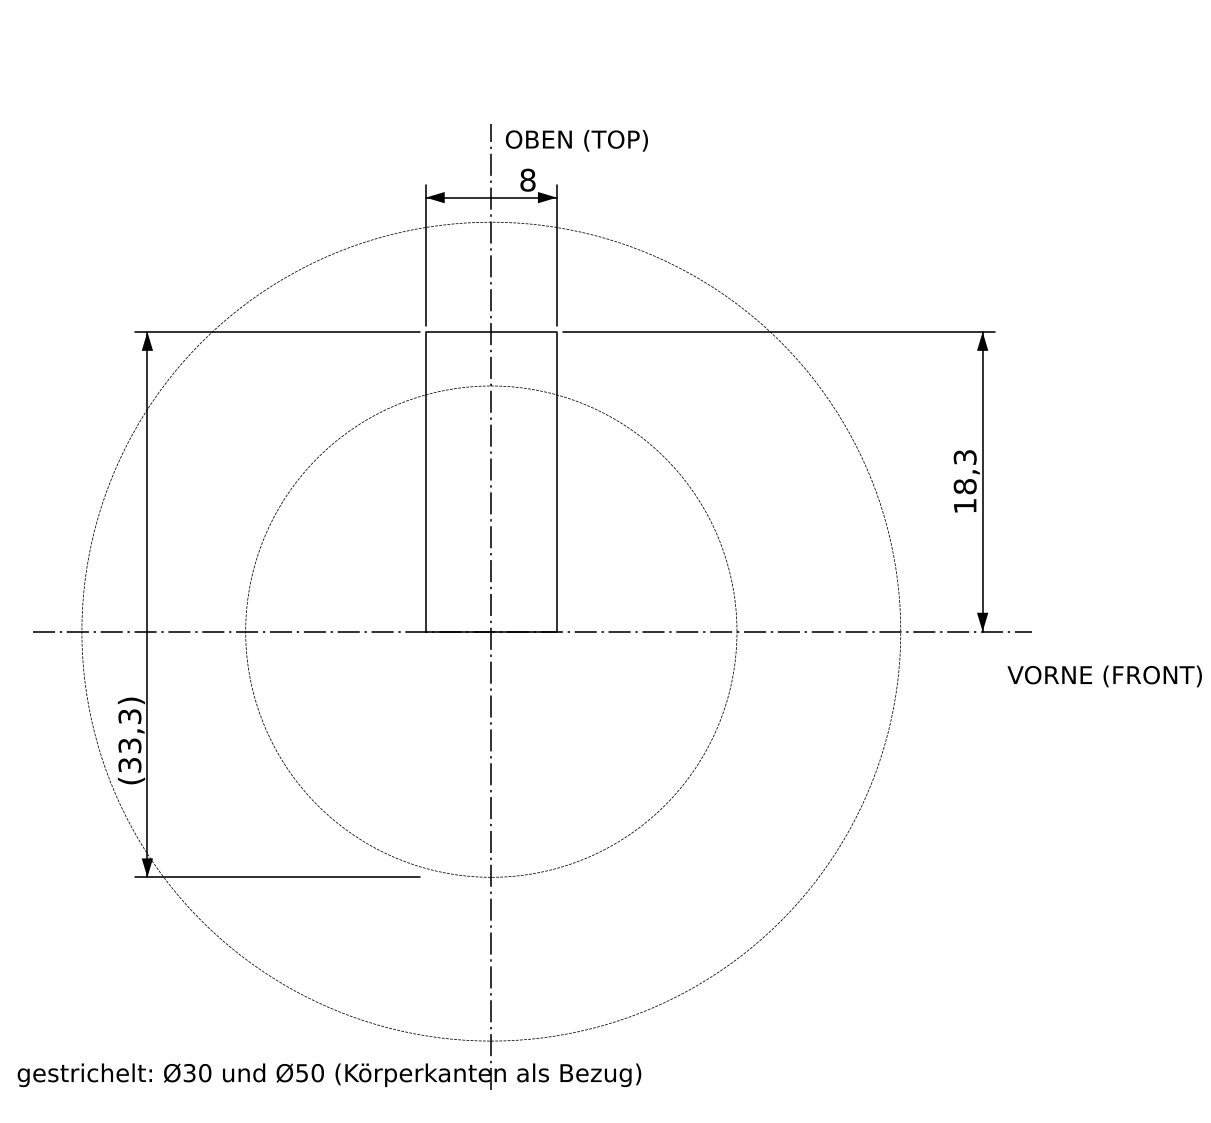 OBEN (TOP)
8
18,3
VORNE (FRONT)
(33,3)
gestrichelt: Ø30 und Ø50 (Körperkanten als Bezug)